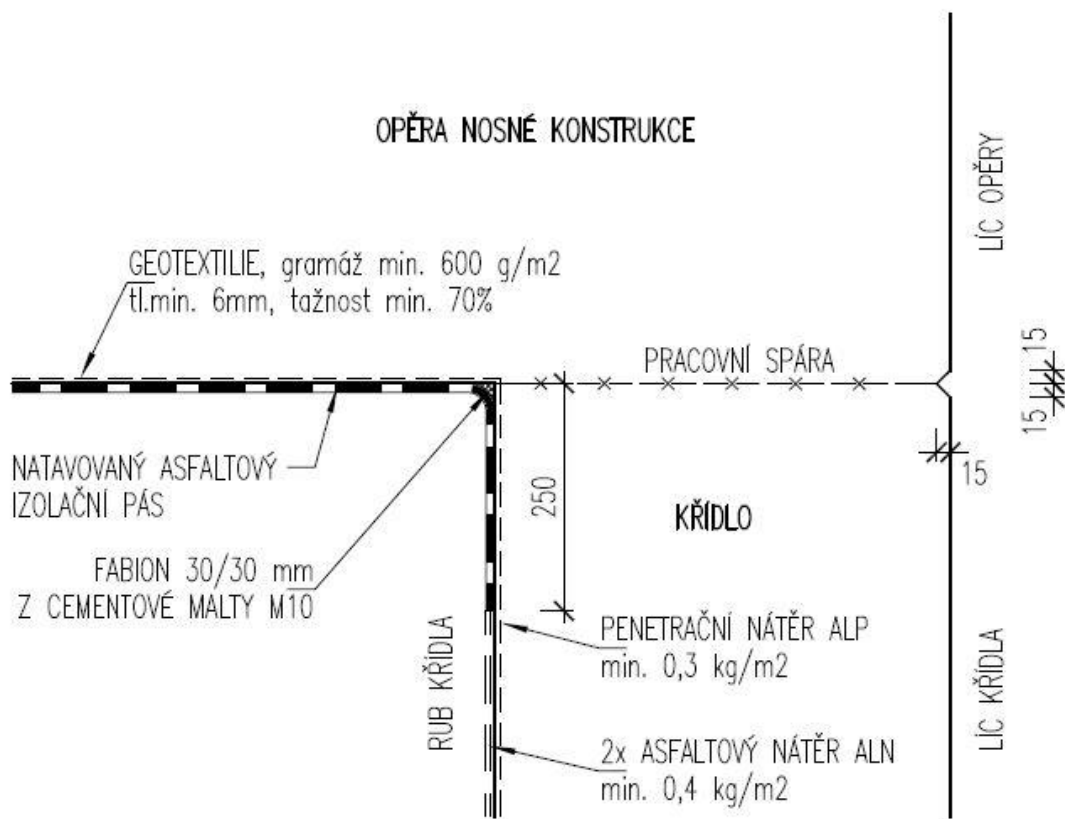 OPĚRA NOSNÉ KONSTRUKCE
LÍC OPĚRY
GEOTEXTILIE, gramáž min. 600 g/m2
tl.min. 6mm, tažnost min. 70%
PRACOVNÍ SPÁRA
15
15
15
NATAVOVANÝ ASFALTOVÝ
IZOLAČNÍ PÁS
250
KŘÍDLO
FABION 30/30 mm
Z CEMENTOVÉ MALTY M10
RUB KŘÍDLA
PENETRAČNÍ NÁTĚR ALP
min. 0,3 kg/m2
LÍC KŘÍDLA
2x ASFALTOVÝ NÁTĚR ALN
min. 0,4 kg/m2